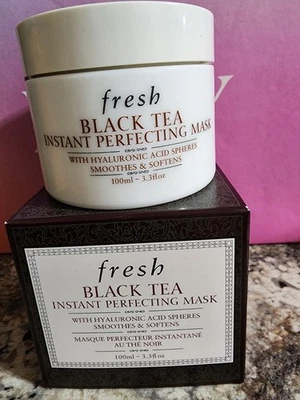 fresh
BLACK TEA
INSTANT PERFECTING MASK
WITH HYALURONIC ACID SPHERES
SMOOTHES & SOFTENS
100ml - 3.3fl oz
fresh
BLACK TEA
INSTANT PERFECTING MASK
WITH HYALURONIC ACID SPHERES
SMOOTHES & SOFTENS
MASQUE PERFECTEUR INSTANTANÉ
AU THÉ NOIR
100ml - 3.3fl oz